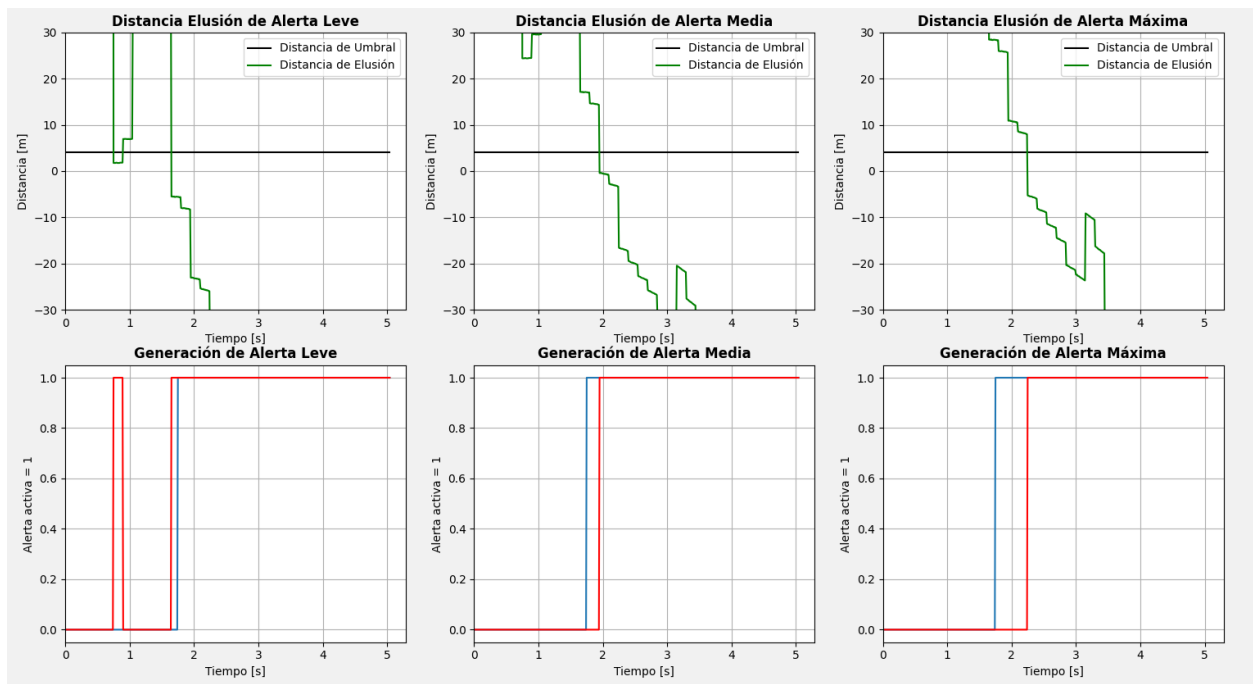 Distancia Elusión de Alerta Leve
30
20
10
0
−10
−20
−30
Distancia [m]
Distancia de Umbral
Distancia de Elusión
0 1 2 3 4 5
Tiempo [s]
Distancia Elusión de Alerta Media
30
20
10
0
−10
−20
−30
Distancia [m]
Distancia de Umbral
Distancia de Elusión
0 1 2 3 4 5
Tiempo [s]
Distancia Elusión de Alerta Máxima
30
20
10
0
−10
−20
−30
Distancia [m]
Distancia de Umbral
Distancia de Elusión
0 1 2 3 4 5
Tiempo [s]
Generación de Alerta Leve
1.0
0.8
0.6
0.4
0.2
0.0
Alerta activa = 1
0 1 2 3 4 5
Tiempo [s]
Generación de Alerta Media
1.0
0.8
0.6
0.4
0.2
0.0
Alerta activa = 1
0 1 2 3 4 5
Tiempo [s]
Generación de Alerta Máxima
1.0
0.8
0.6
0.4
0.2
0.0
Alerta activa = 1
0 1 2 3 4 5
Tiempo [s]